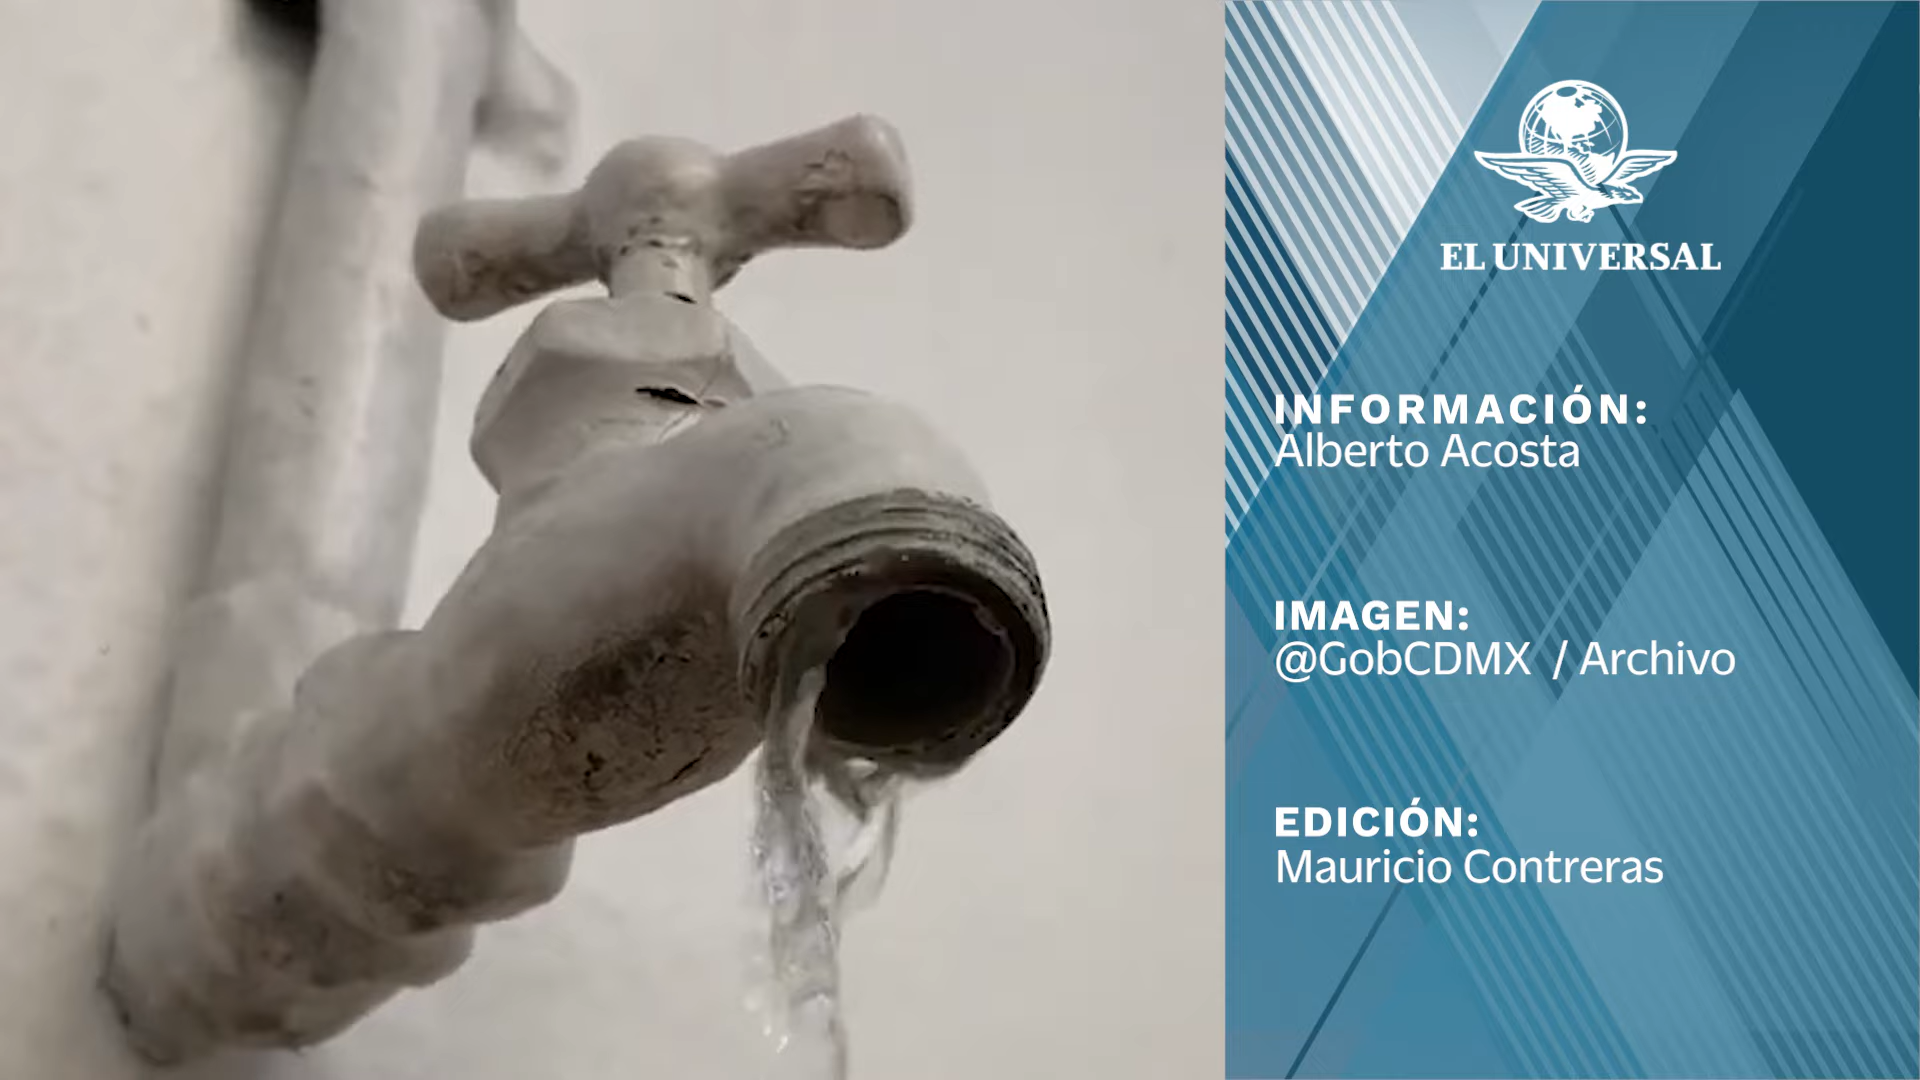 EL UNIVERSAL
INFORMACIÓN:
Alberto Acosta
IMAGEN:
@GobCDMX / Archivo
EDICIÓN:
Mauricio Contreras